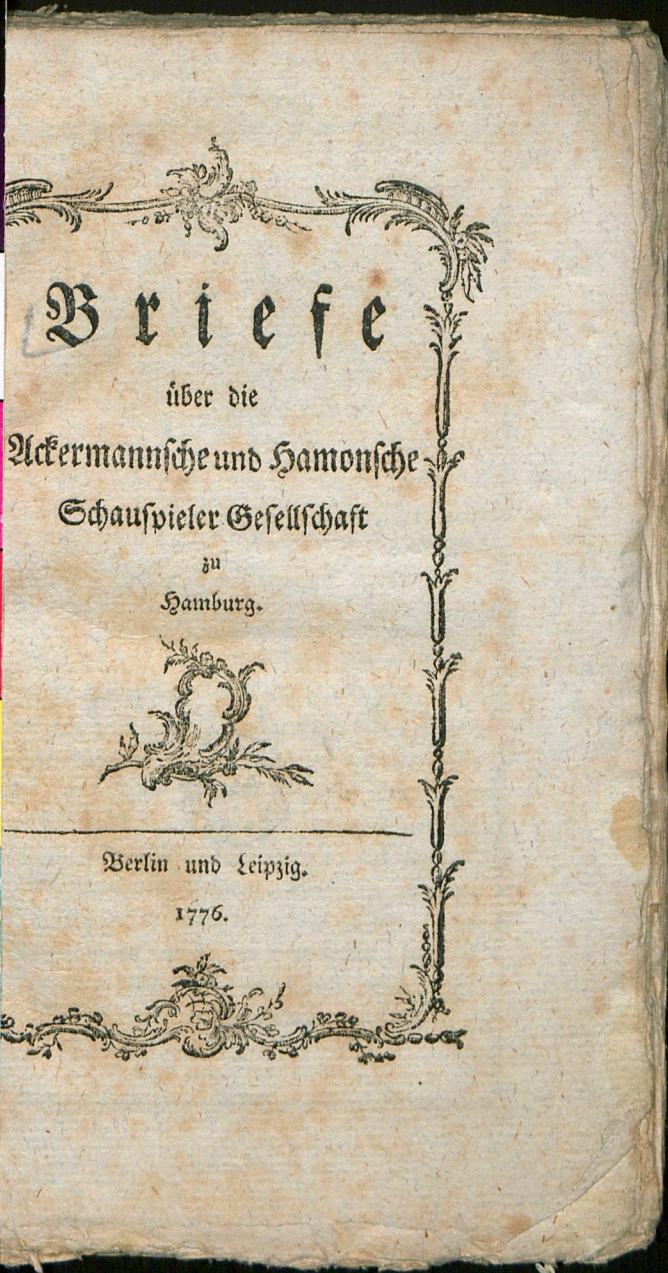 Briefe
über die
Ackermannsche und Hamonsche
Schauspieler Gesellschaft
zu
Hamburg.
Berlin und Leipzig.
1776.